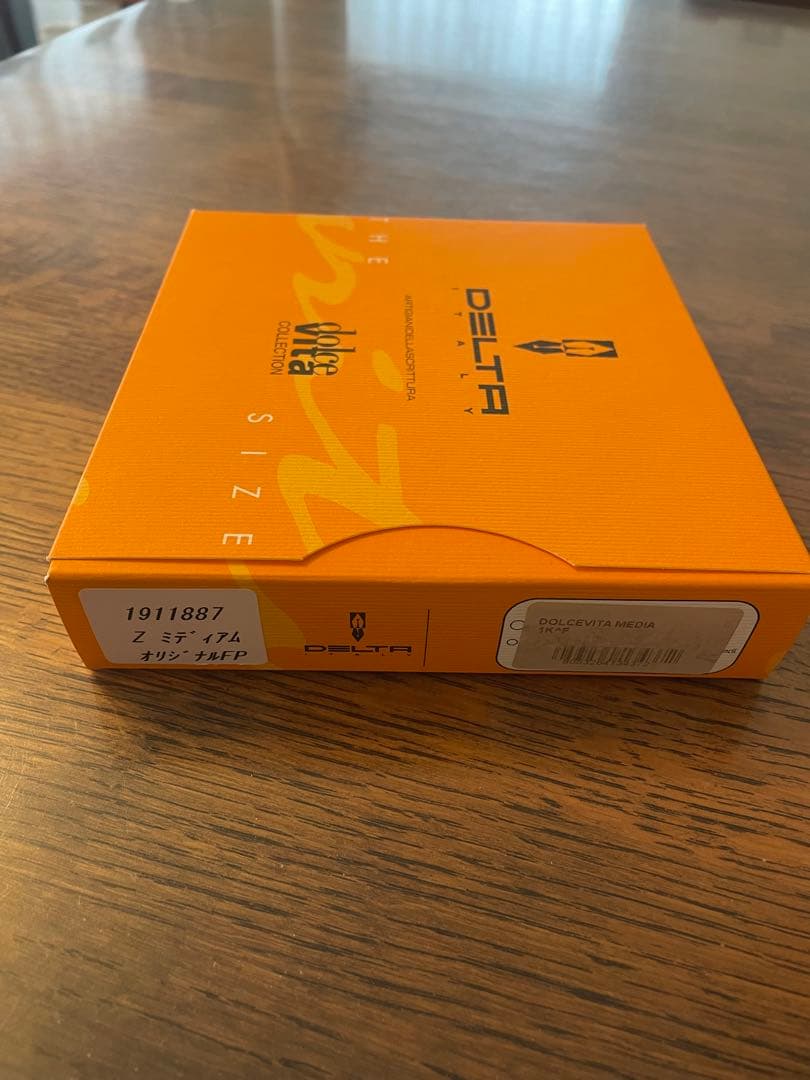 DELTA
ITALY
ARTIGIANI DELLA SCRITTURA
dolce
vita
COLLECTION
THE
SIZE
1911887
Z ミディアム
オリジナルFP
DELTA
ITALY
DOLCEVITA MEDIA